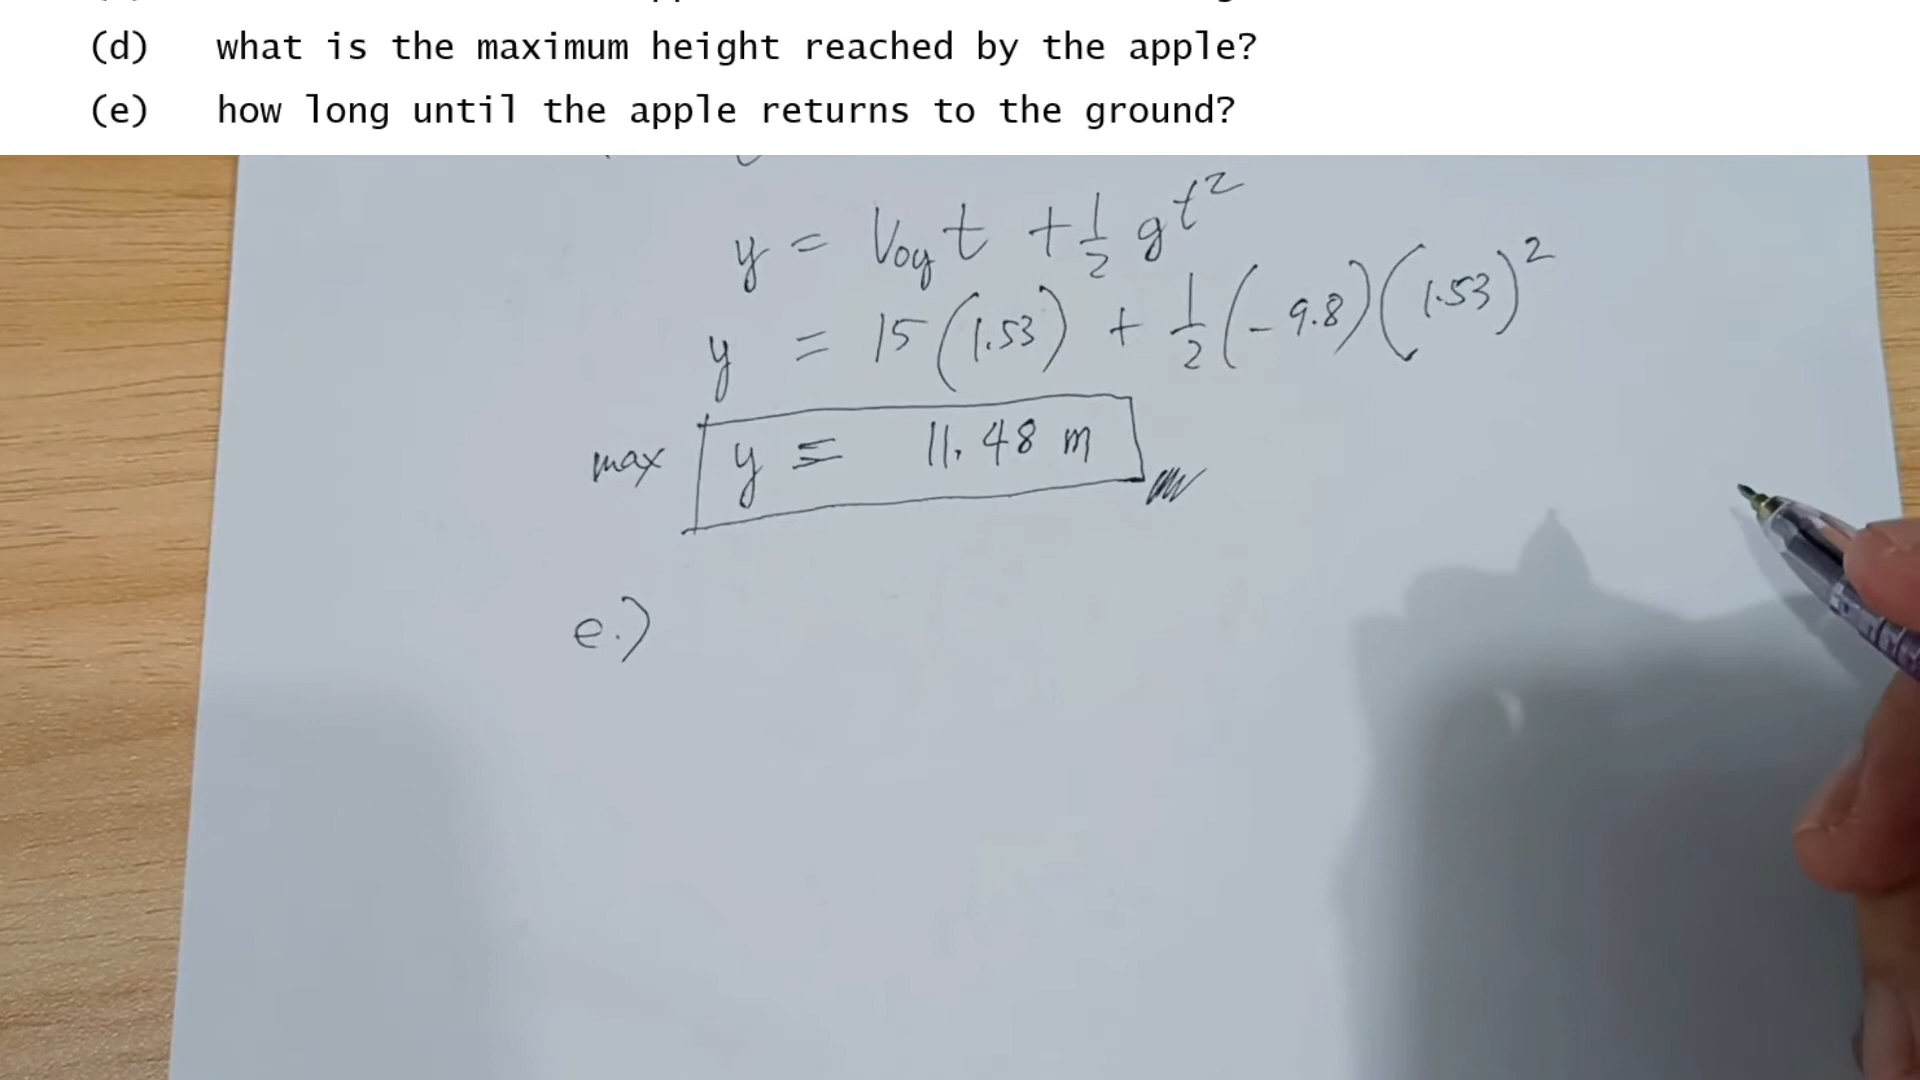 (d) what is the maximum height reached by the apple?
(e) how long until the apple returns to the ground?
y = V₀y t + 1/2 gt²
y = 15(1.53) + 1/2(-9.8)(1.53)²
max y = 11.48 m
e.)